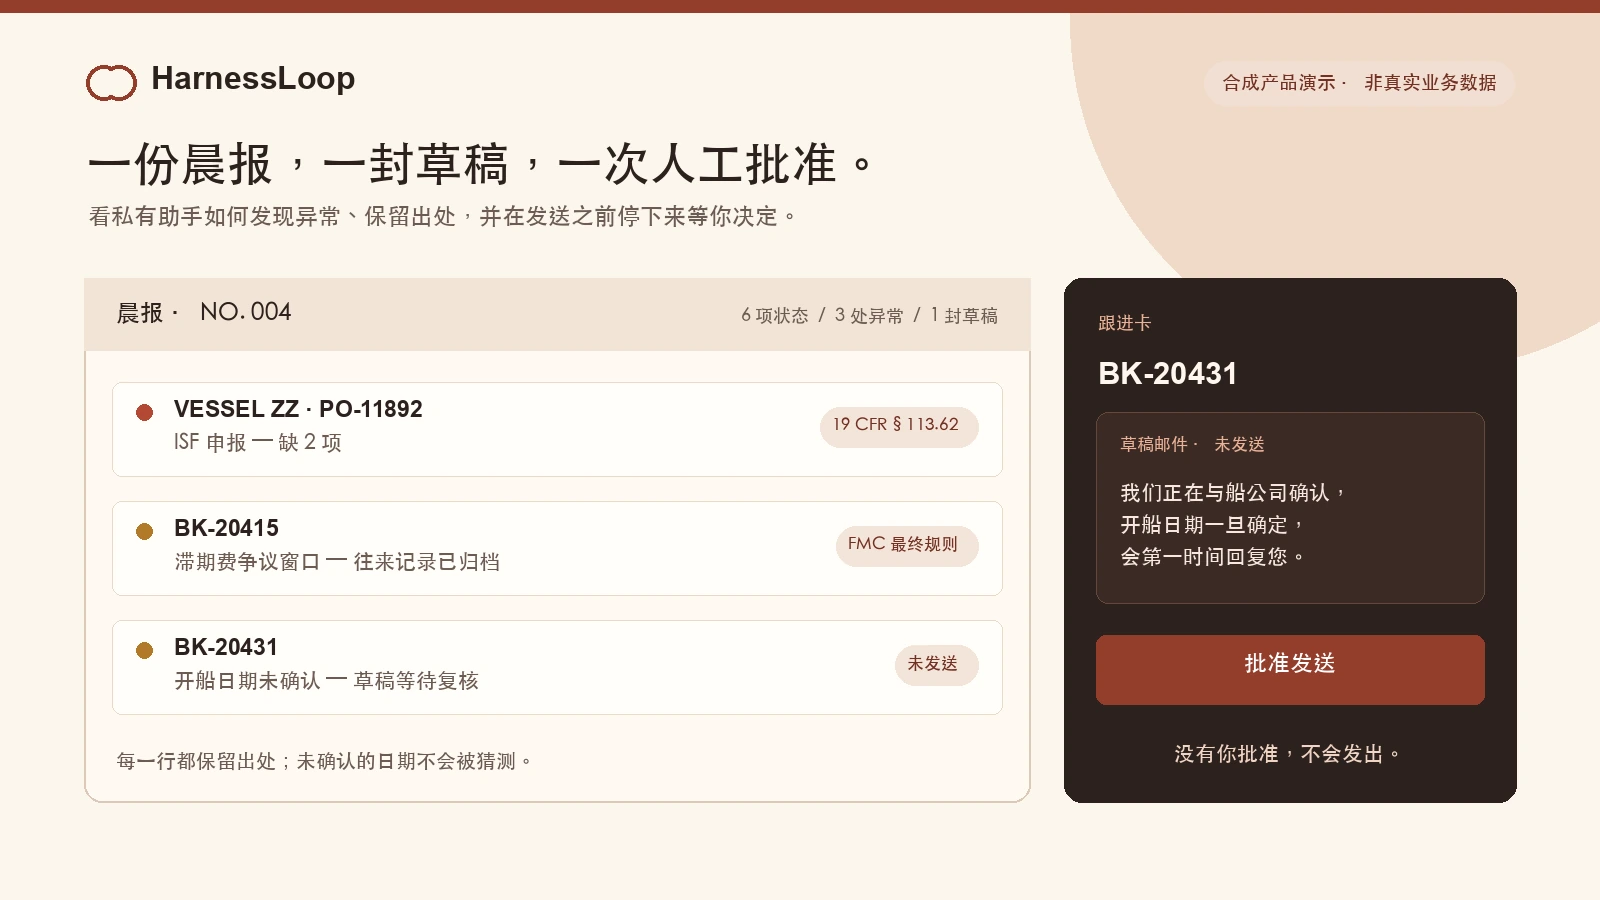 HarnessLoop
合成产品演示 · 非真实业务数据
一份晨报，一封草稿，一次人工批准。
看私有助手如何发现异常、保留出处，并在发送之前停下来等你决定。
晨报 · NO. 004
6 项状态 / 3 处异常 / 1 封草稿
VESSEL ZZ · PO-11892
ISF 申报 — 缺 2 项
19 CFR § 113.62
BK-20415
滞期费争议窗口 — 往来记录已归档
FMC 最终规则
BK-20431
开船日期未确认 — 草稿等待复核
未发送
每一行都保留出处；未确认的日期不会被猜测。
跟进卡
BK-20431
草稿邮件 · 未发送
我们正在与船公司确认，
开船日期一旦确定，
会第一时间回复您。
批准发送
没有你批准，不会发出。